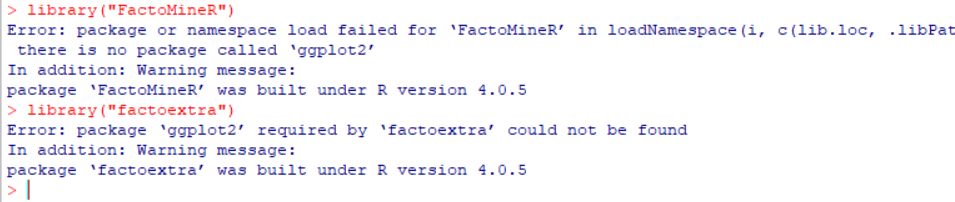 > library("FactoMineR")
Error: package or namespace load failed for ‘FactoMineR’ in loadNamespace(i, c(lib.loc, .libPat
 there is no package called ‘ggplot2’
In addition: Warning message:
package ‘FactoMineR’ was built under R version 4.0.5
> library("factoextra")
Error: package ‘ggplot2’ required by ‘factoextra’ could not be found
In addition: Warning message:
package ‘factoextra’ was built under R version 4.0.5
>